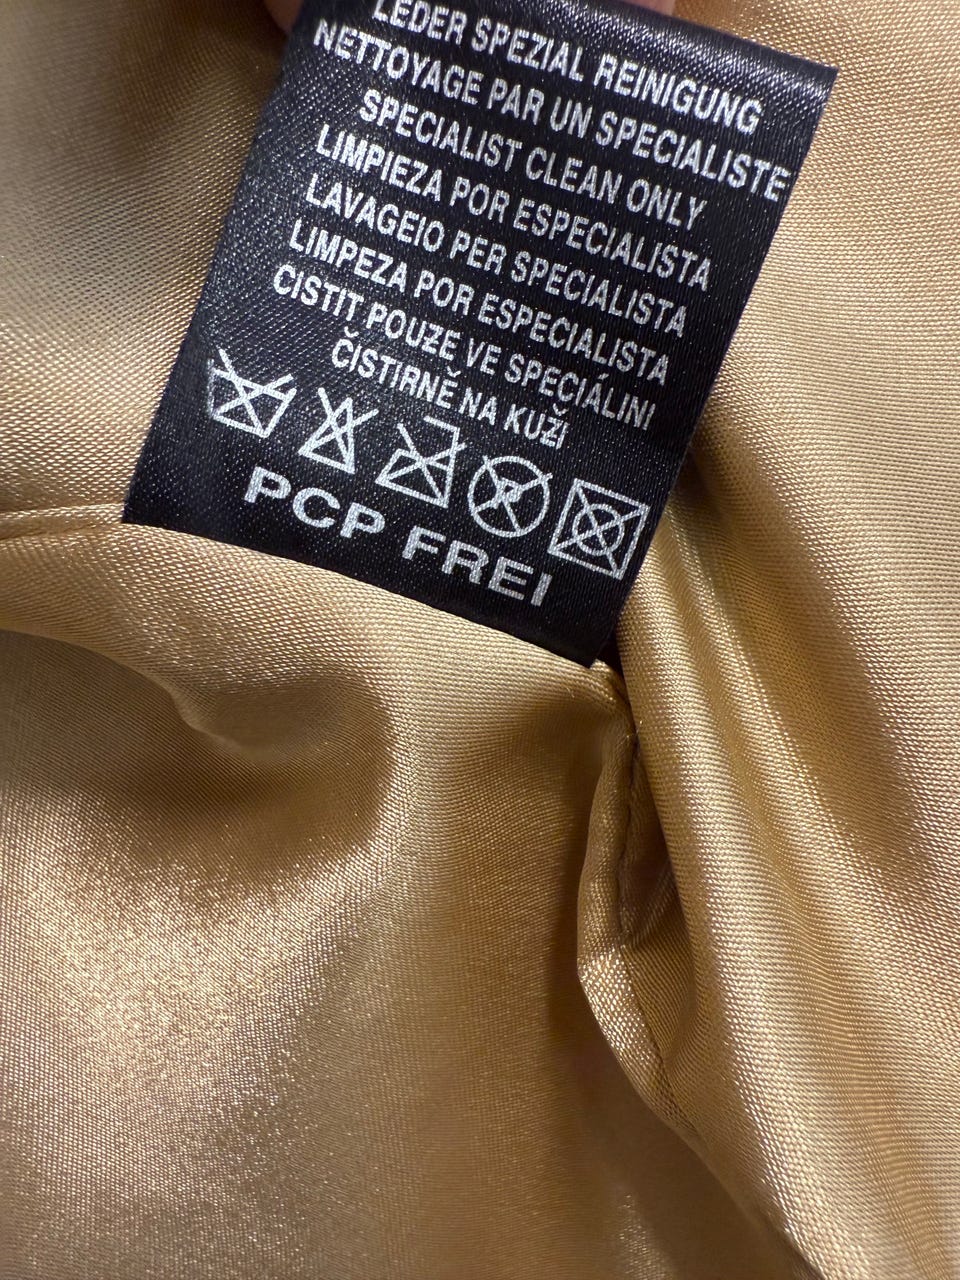 LEDER SPEZIAL REINIGUNG
NETTOYAGE PAR UN SPECIALISTE
SPECIALIST CLEAN ONLY
LIMPIEZA POR ESPECIALISTA
LAVAGEIO PER SPECIALISTA
LIMPEZA POR ESPECIALISTA
CISTIT POUZE VE SPECIÁLINI
ČISTIRNĚ NA KUŽI
PCP FREI